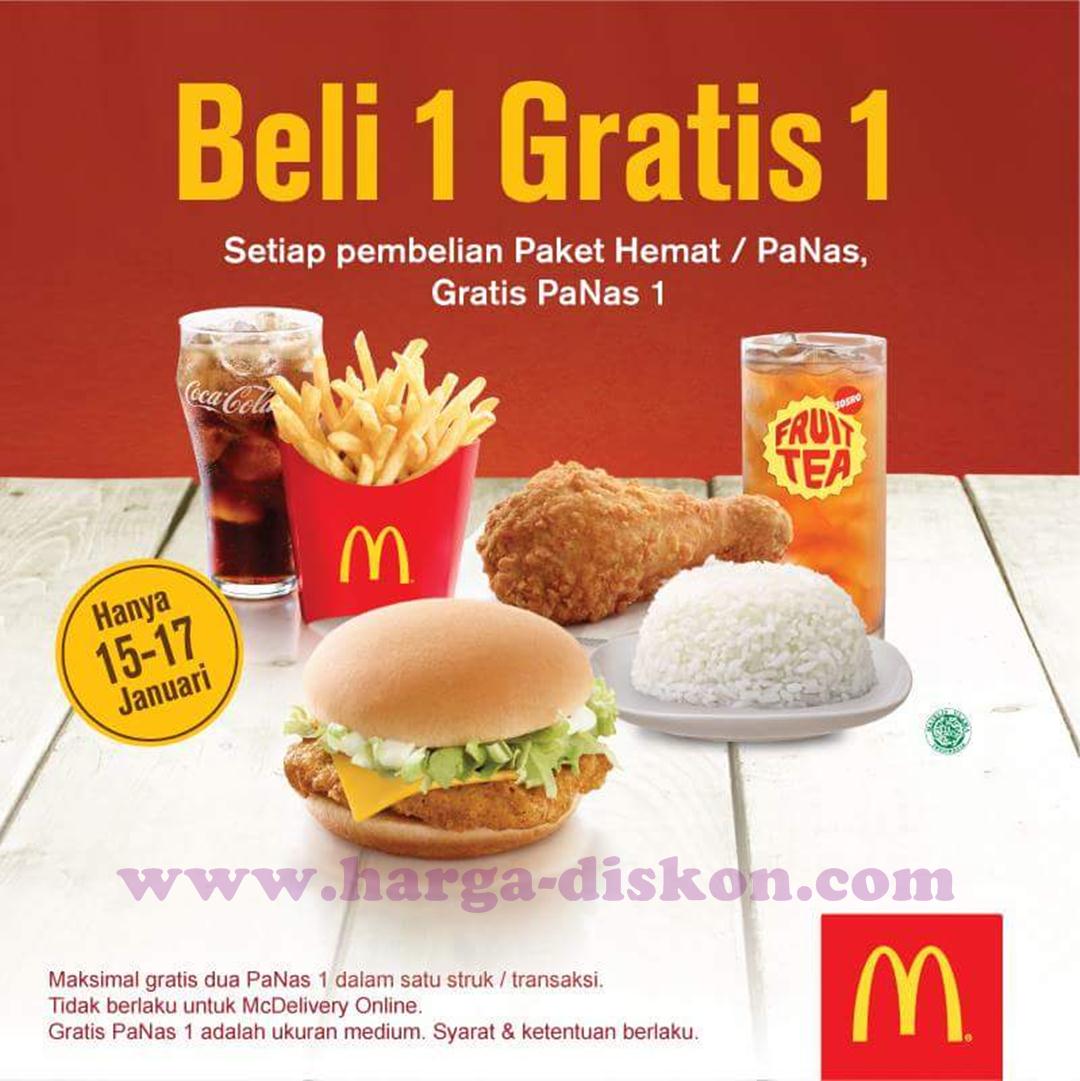 Beli 1 Gratis 1
Setiap pembelian Paket Hemat / PaNas,
Gratis PaNas 1
Coca-Cola
SOSRO
FRUIT
TEA
Hanya
15-17
Januari
www.harga-diskon.com
Maksimal gratis dua PaNas 1 dalam satu struk / transaksi.
Tidak berlaku untuk McDelivery Online.
Gratis PaNas 1 adalah ukuran medium. Syarat & ketentuan berlaku.